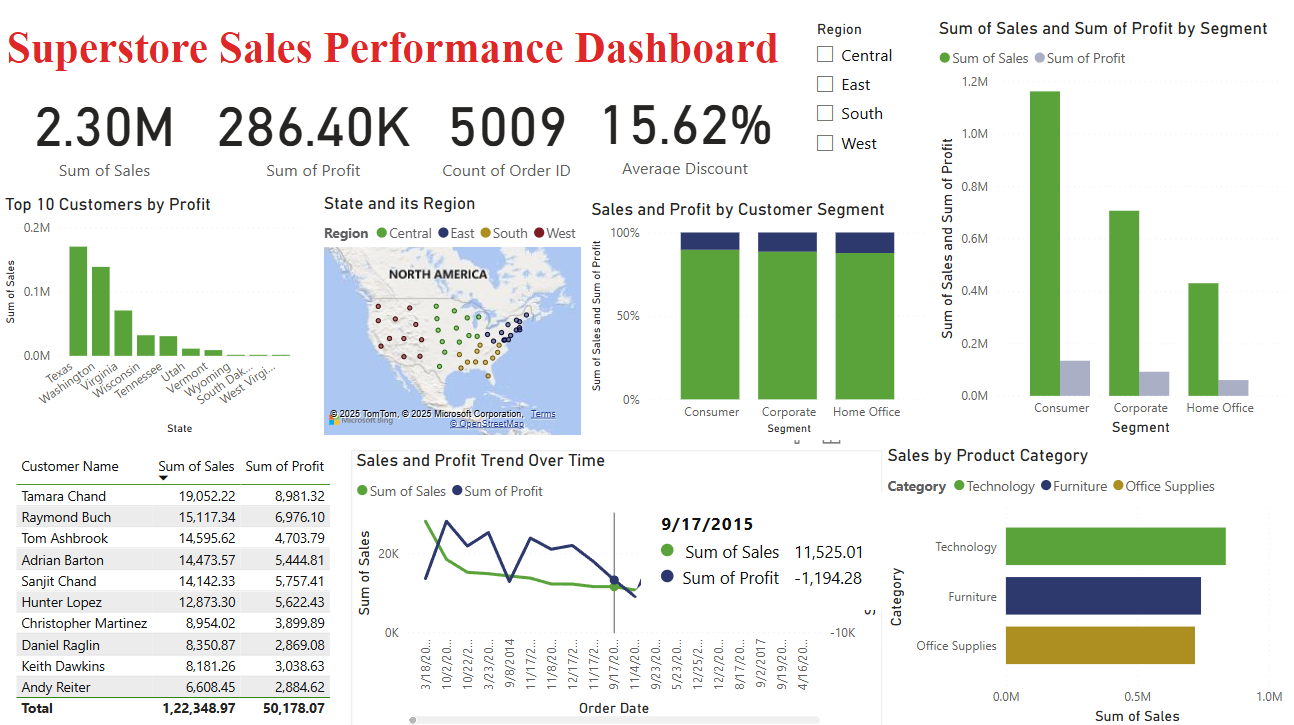 Superstore Sales Performance Dashboard
2.30M
Sum of Sales
286.40K
Sum of Profit
5009
Count of Order ID
15.62%
Average Discount
Region
Central
East
South
West
Sum of Sales and Sum of Profit by Segment
Sum of Sales Sum of Profit
Sum of Sales and Sum of Profit
1.2M
1.0M
0.8M
0.6M
0.4M
0.2M
0.0M
Consumer Corporate Home Office
Segment
Top 10 Customers by Profit
Sum of Sales
0.2M
0.1M
0.0M
Texas
Washington
Virginia
Wisconsin
Tennessee
Utah
Vermont
Wyoming
South Dak...
West Virgi...
State
State and its Region
Region Central East South West
NORTH AMERICA
© 2025 TomTom, © 2025 Microsoft Corporation, Terms
© OpenStreetMap
Microsoft Bing
Sales and Profit by Customer Segment
Sum of Sales and Sum of Profit
100%
50%
0%
Consumer Corporate Home Office
Segment
Customer Name Sum of Sales Sum of Profit
Tamara Chand 19,052.22 8,981.32
Raymond Buch 15,117.34 6,976.10
Tom Ashbrook 14,595.62 4,703.79
Adrian Barton 14,473.57 5,444.81
Sanjit Chand 14,142.33 5,757.41
Hunter Lopez 12,873.30 5,622.43
Christopher Martinez 8,954.02 3,899.89
Daniel Raglin 8,350.87 2,869.08
Keith Dawkins 8,181.26 3,038.63
Andy Reiter 6,608.45 2,884.62
Total 1,22,348.97 50,178.07
Sales and Profit Trend Over Time
Sum of Sales Sum of Profit
Sum of Sales
20K
0K
-10K
9/17/2015
Sum of Sales 11,525.01
Sum of Profit -1,194.28
3/18/20...
10/2/20...
10/22/2...
3/23/20...
9/8/2014
11/17/2...
11/8/20...
12/17/2...
11/17/2...
9/17/20...
11/4/20...
9/23/20...
5/23/20...
12/25/2...
12/2/20...
8/17/20...
9/2/2017
9/19/20...
4/16/20...
Order Date
Sales by Product Category
Category Technology Furniture Office Supplies
Category
Technology
Furniture
Office Supplies
0.0M 0.5M 1.0M
Sum of Sales